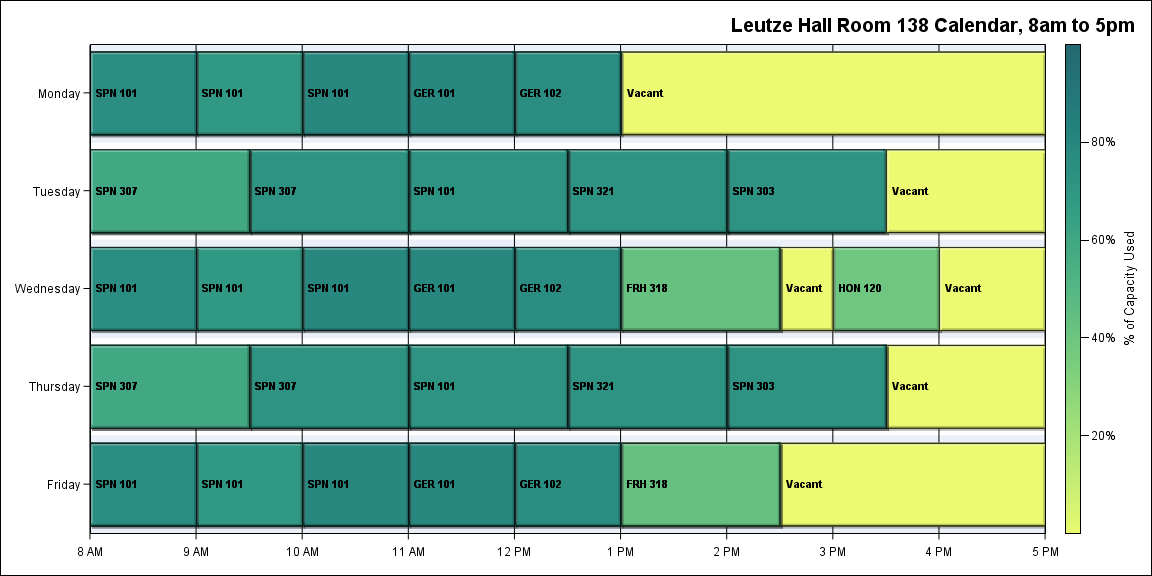 Leutze Hall Room 138 Calendar, 8am to 5pm
Monday
SPN 101
SPN 101
SPN 101
GER 101
GER 102
Vacant
Tuesday
SPN 307
SPN 307
SPN 101
SPN 321
SPN 303
Vacant
Wednesday
SPN 101
SPN 101
SPN 101
GER 101
GER 102
FRH 318
Vacant
HON 120
Vacant
Thursday
SPN 307
SPN 307
SPN 101
SPN 321
SPN 303
Vacant
Friday
SPN 101
SPN 101
SPN 101
GER 101
GER 102
FRH 318
Vacant
8 AM
9 AM
10 AM
11 AM
12 PM
1 PM
2 PM
3 PM
4 PM
5 PM
80%
60%
40%
20%
% of Capacity Used